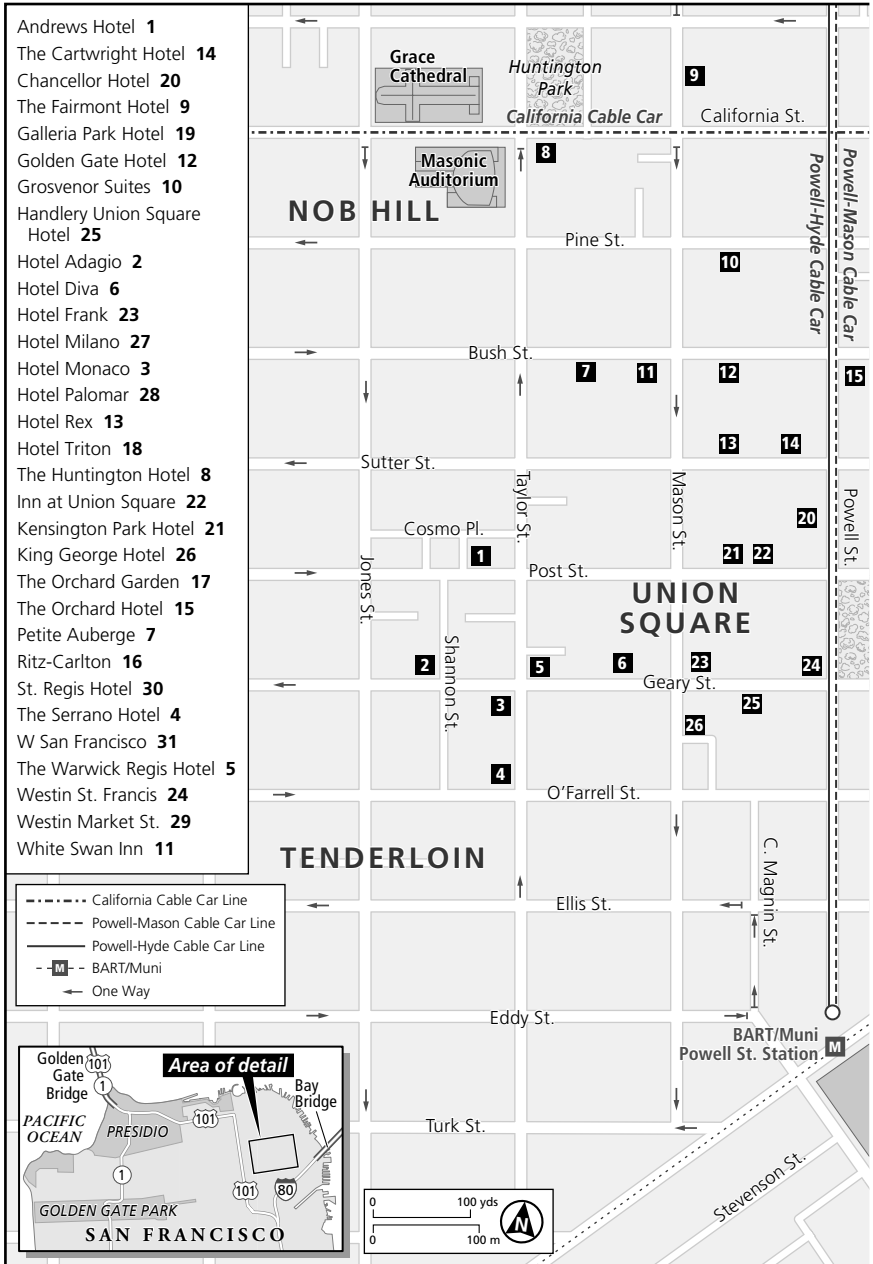 Andrews Hotel 1
The Cartwright Hotel 14
Chancellor Hotel 20
The Fairmont Hotel 9
Galleria Park Hotel 19
Golden Gate Hotel 12
Grosvenor Suites 10
Handlery Union Square
Hotel 25
Hotel Adagio 2
Hotel Diva 6
Hotel Frank 23
Hotel Milano 27
Hotel Monaco 3
Hotel Palomar 28
Hotel Rex 13
Hotel Triton 18
The Huntington Hotel 8
Inn at Union Square 22
Kensington Park Hotel 21
King George Hotel 26
The Orchard Garden 17
The Orchard Hotel 15
Petite Auberge 7
Ritz-Carlton 16
St. Regis Hotel 30
The Serrano Hotel 4
W San Francisco 31
The Warwick Regis Hotel 5
Westin St. Francis 24
Westin Market St. 29
White Swan Inn 11
California Cable Car Line
Powell-Mason Cable Car Line
Powell-Hyde Cable Car Line
M BART/Muni
One Way
Grace
Cathedral
Huntington
Park
9
California Cable Car
California St.
Masonic
Auditorium
8
NOB HILL
Powell-Hyde Cable Car
Powell-Mason Cable Car
Pine St.
10
Bush St.
7
11
12
15
13
14
Sutter St.
Taylor St.
Mason St.
Powell St.
20
Cosmo Pl.
1
21
22
Jones St.
Post St.
UNION
SQUARE
Shannon St.
2
5
6
23
24
Geary St.
3
25
26
4
O'Farrell St.
TENDERLOIN
C. Magnin St.
Ellis St.
Eddy St.
BART/Muni
Powell St. Station M
Turk St.
Stevenson St.
Golden
Gate
Bridge
101
1
Area of detail
Bay
Bridge
PACIFIC
OCEAN
PRESIDIO
101
1
101
80
GOLDEN GATE PARK
SAN FRANCISCO
0 100 yds
0 100 m
N